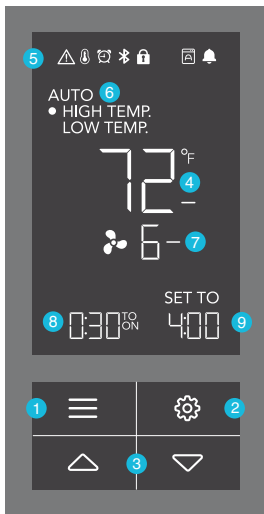 5
AUTO 6
• HIGH TEMP.
LOW TEMP.
72 °F
4
6 7
SET TO
8 0:30 TO ON 4:00 9
1 2
3